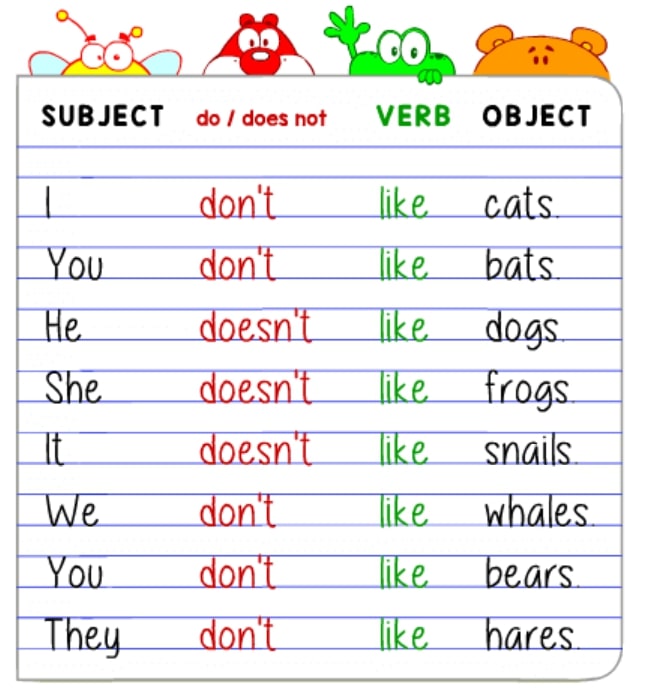 SUBJECT do / does not VERB OBJECT
I don't like cats.
You don't like bats.
He doesn't like dogs.
She doesn't like frogs.
It doesn't like snails.
We don't like whales.
You don't like bears.
They don't like hares.